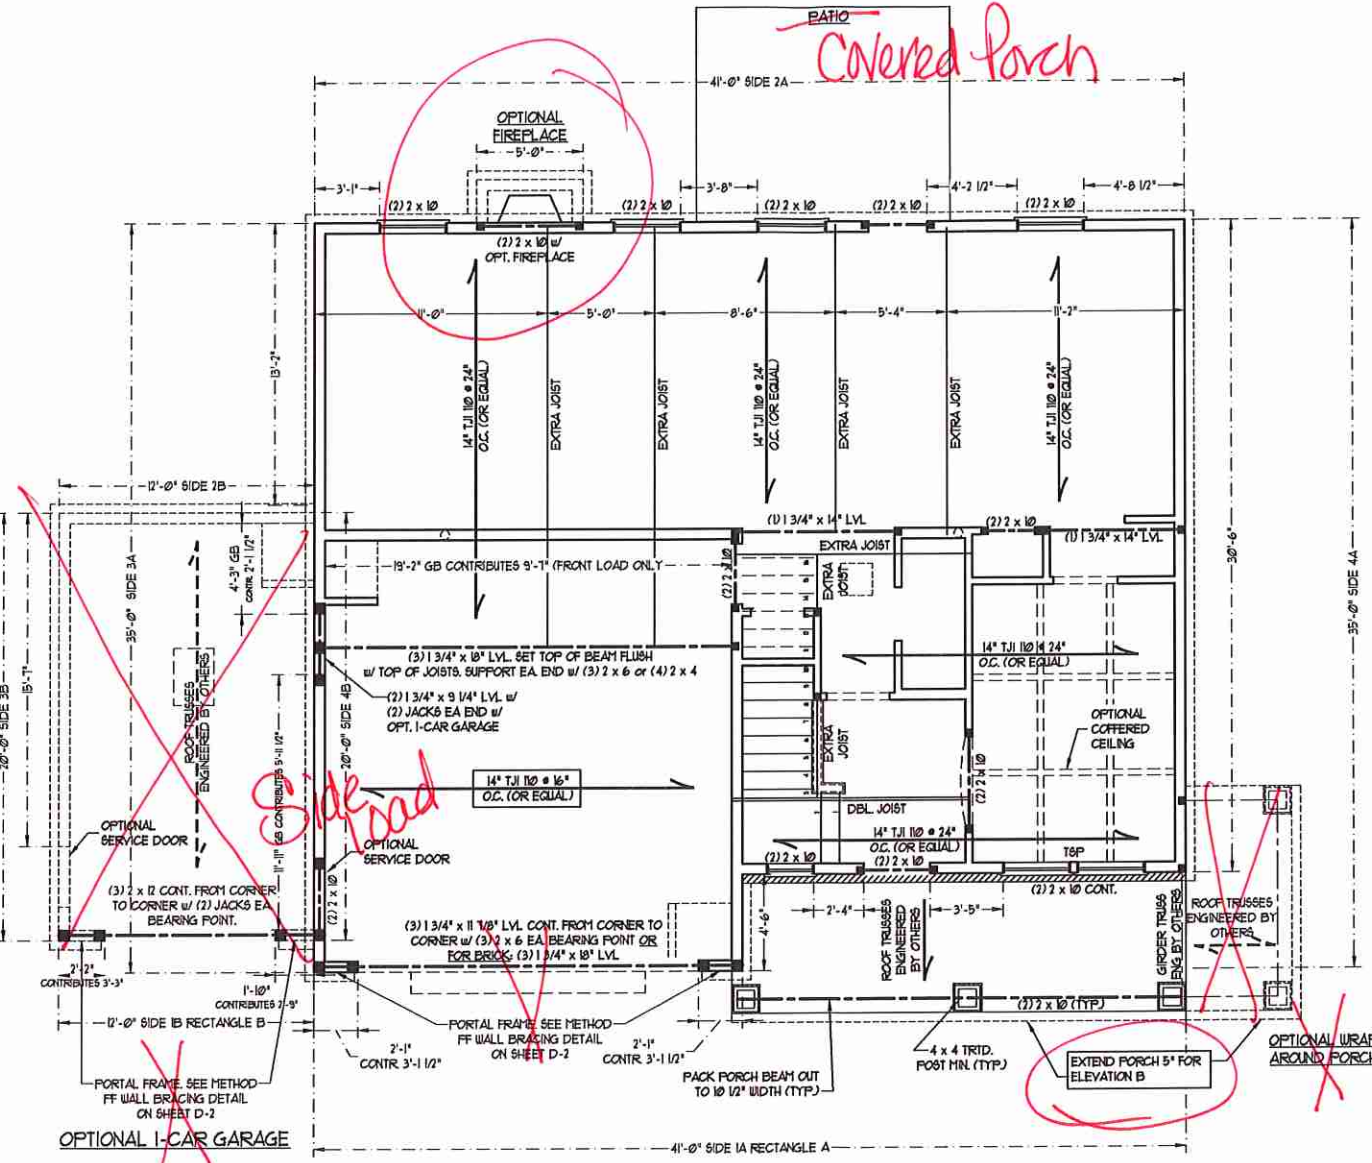 PATIO
Covered Porch
41'-0" SIDE 2A
OPTIONAL
FIREPLACE
5'-0"
3'-1"
3'-8"
4'-2 1/2"
4'-8 1/2"
(2) 2 x 10
(2) 2 x 10
(2) 2 x 10
(2) 2 x 10
(2) 2 x 10
(2) 2 x 10 w/
OPT. FIREPLACE
11'-0"
5'-0"
8'-6"
5'-4"
11'-2"
13'-2"
14" TJI 110 @ 24"
O.C. (OR EQUAL)
EXTRA JOIST
EXTRA JOIST
14" TJI 110 @ 24"
O.C. (OR EQUAL)
EXTRA JOIST
EXTRA JOIST
14" TJI 110 @ 24"
O.C. (OR EQUAL)
30'-6"
35'-0" SIDE 4A
12'-0" SIDE 2B
35'-0" SIDE 3A
4'-3" GB
CONTR. 2'-1 1/2"
(1) 1 3/4" x 14" LVL
(2) 2 x 10
(1) 1 3/4" x 14" LVL
EXTRA JOIST
EXTRA
JOIST
19'-2" GB CONTRIBUTES 9'-7" (FRONT LOAD ONLY
(2) 2 x 10
20'-0" SIDE 3B
15'-7"
ROOF TRUSSES
ENGINEERED BY OTHERS
(3) 1 3/4" x 18" LVL. SET TOP OF BEAM FLUSH
w/ TOP OF JOISTS. SUPPORT EA. END w/ (3) 2 x 6 or (4) 2 x 4
14" TJI 110 @ 24"
O.C. (OR EQUAL)
(2) 1 3/4" x 9 1/4" LVL w/
(2) JACKS EA END w/
OPT. 1-CAR GARAGE
20'-0" SIDE 4B
11'-11" GB CONTRIBUTES 5'-11 1/2"
OPTIONAL
COFFERED
CEILING
EXTRA
JOIST
Side
Load
14" TJI 110 @ 16"
O.C. (OR EQUAL)
(2) 2 x 10
DBL. JOIST
14" TJI 110 @ 24"
O.C. (OR EQUAL)
OPTIONAL
SERVICE DOOR
OPTIONAL
SERVICE DOOR
(2) 2 x 10
(2) 2 x 10
TSP
(2) 2 x 10 CONT.
(3) 2 x 12 CONT. FROM CORNER
TO CORNER w/ (2) JACKS EA
BEARING POINT.
(2) 2 x 10
(3) 1 3/4" x 11 7/8" LVL CONT. FROM CORNER TO
CORNER w/ (3) 2 x 6 EA. BEARING POINT OR
FOR BRICK: (3) 1 3/4" x 18" LVL
4'-6"
2'-4"
3'-5"
ROOF TRUSSES
ENGINEERED
BY OTHERS
GIRDER TRUSS
ENG BY OTHERS
ROOF TRUSSES
ENGINEERED BY
OTHERS
2'-2"
CONTRIBUTES 3'-3"
1'-10"
CONTRIBUTES 2'-9"
(2) 2 x 10 (TYP.)
12'-0" SIDE 1B RECTANGLE B
PORTAL FRAME. SEE METHOD
PF WALL BRACING DETAIL
ON SHEET D-2
2'-1"
CONTR. 3'-1 1/2"
2'-1"
CONTR. 3'-1 1/2"
PACK PORCH BEAM OUT
TO 10 1/2" WIDTH (TYP.)
4 x 4 TRTD.
POST MIN. (TYP.)
EXTEND PORCH 5" FOR
ELEVATION B
OPTIONAL WRAP
AROUND PORCH
PORTAL FRAME. SEE METHOD
PF WALL BRACING DETAIL
ON SHEET D-2
OPTIONAL 1-CAR GARAGE
41'-0" SIDE 1A RECTANGLE A